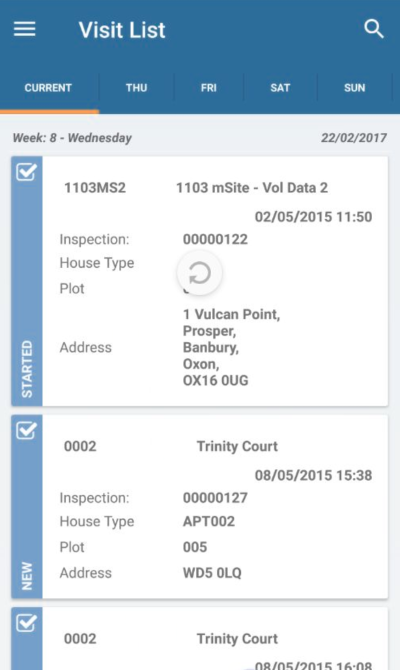 Visit List
CURRENT THU FRI SAT SUN
Week: 8 - Wednesday 22/02/2017
1103MS2 1103 mSite - Vol Data 2
02/05/2015 11:50
Inspection: 00000122
House Type
Plot
Address 1 Vulcan Point,
Prosper,
Banbury,
Oxon,
OX16 0UG
STARTED
0002 Trinity Court
08/05/2015 15:38
Inspection: 00000127
House Type APT002
Plot 005
Address WD5 0LQ
NEW
0002 Trinity Court
08/05/2015 16:08